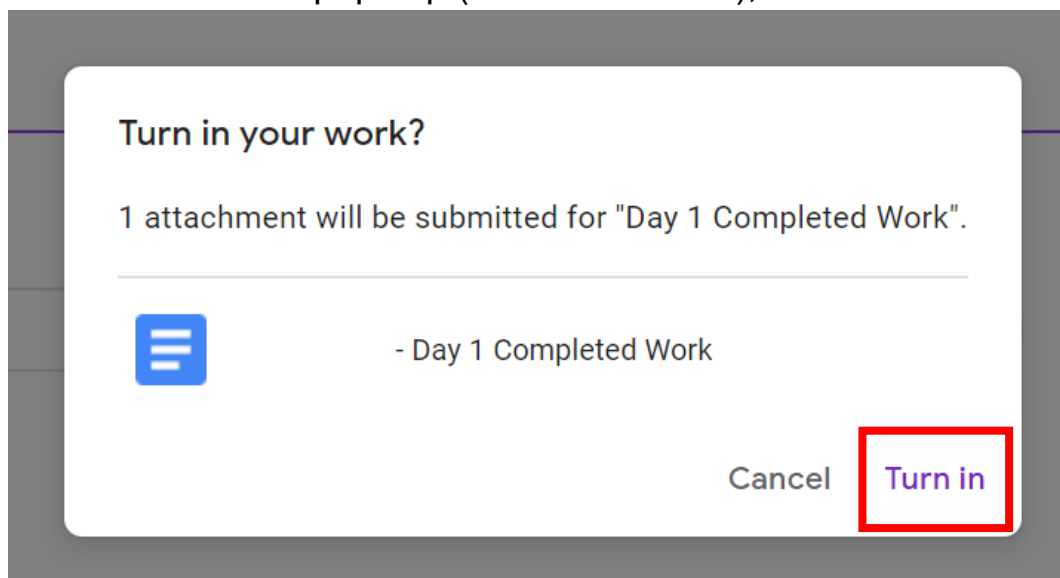 Turn in your work?
1 attachment will be submitted for "Day 1 Completed Work".
- Day 1 Completed Work
Cancel Turn in